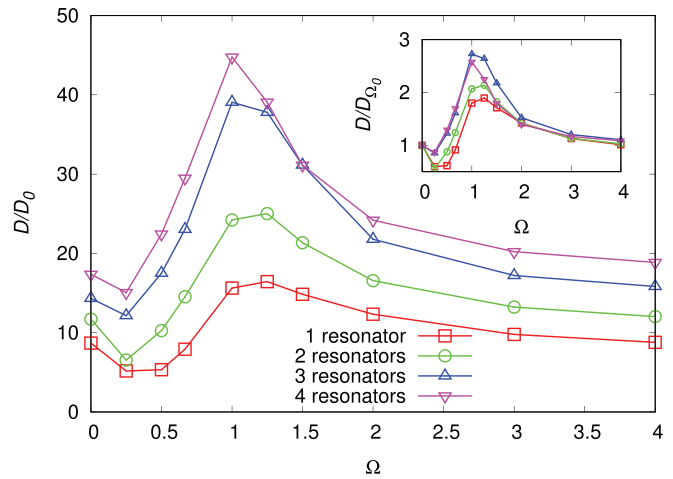 50
40
30
20
10
0
D/D0
0 0.5 1 1.5 2 2.5 3 3.5 4
Ω
1 resonator
2 resonators
3 resonators
4 resonators
3
2
1
D/DΩ0
0 1 2 3 4
Ω